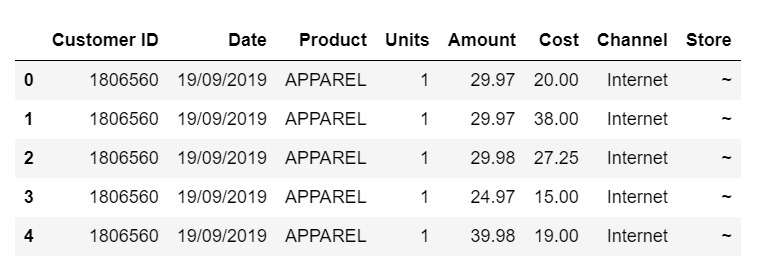 Customer ID Date Product Units Amount Cost Channel Store
0 1806560 19/09/2019 APPAREL 1 29.97 20.00 Internet ~
1 1806560 19/09/2019 APPAREL 1 29.97 38.00 Internet ~
2 1806560 19/09/2019 APPAREL 1 29.98 27.25 Internet ~
3 1806560 19/09/2019 APPAREL 1 24.97 15.00 Internet ~
4 1806560 19/09/2019 APPAREL 1 39.98 19.00 Internet ~